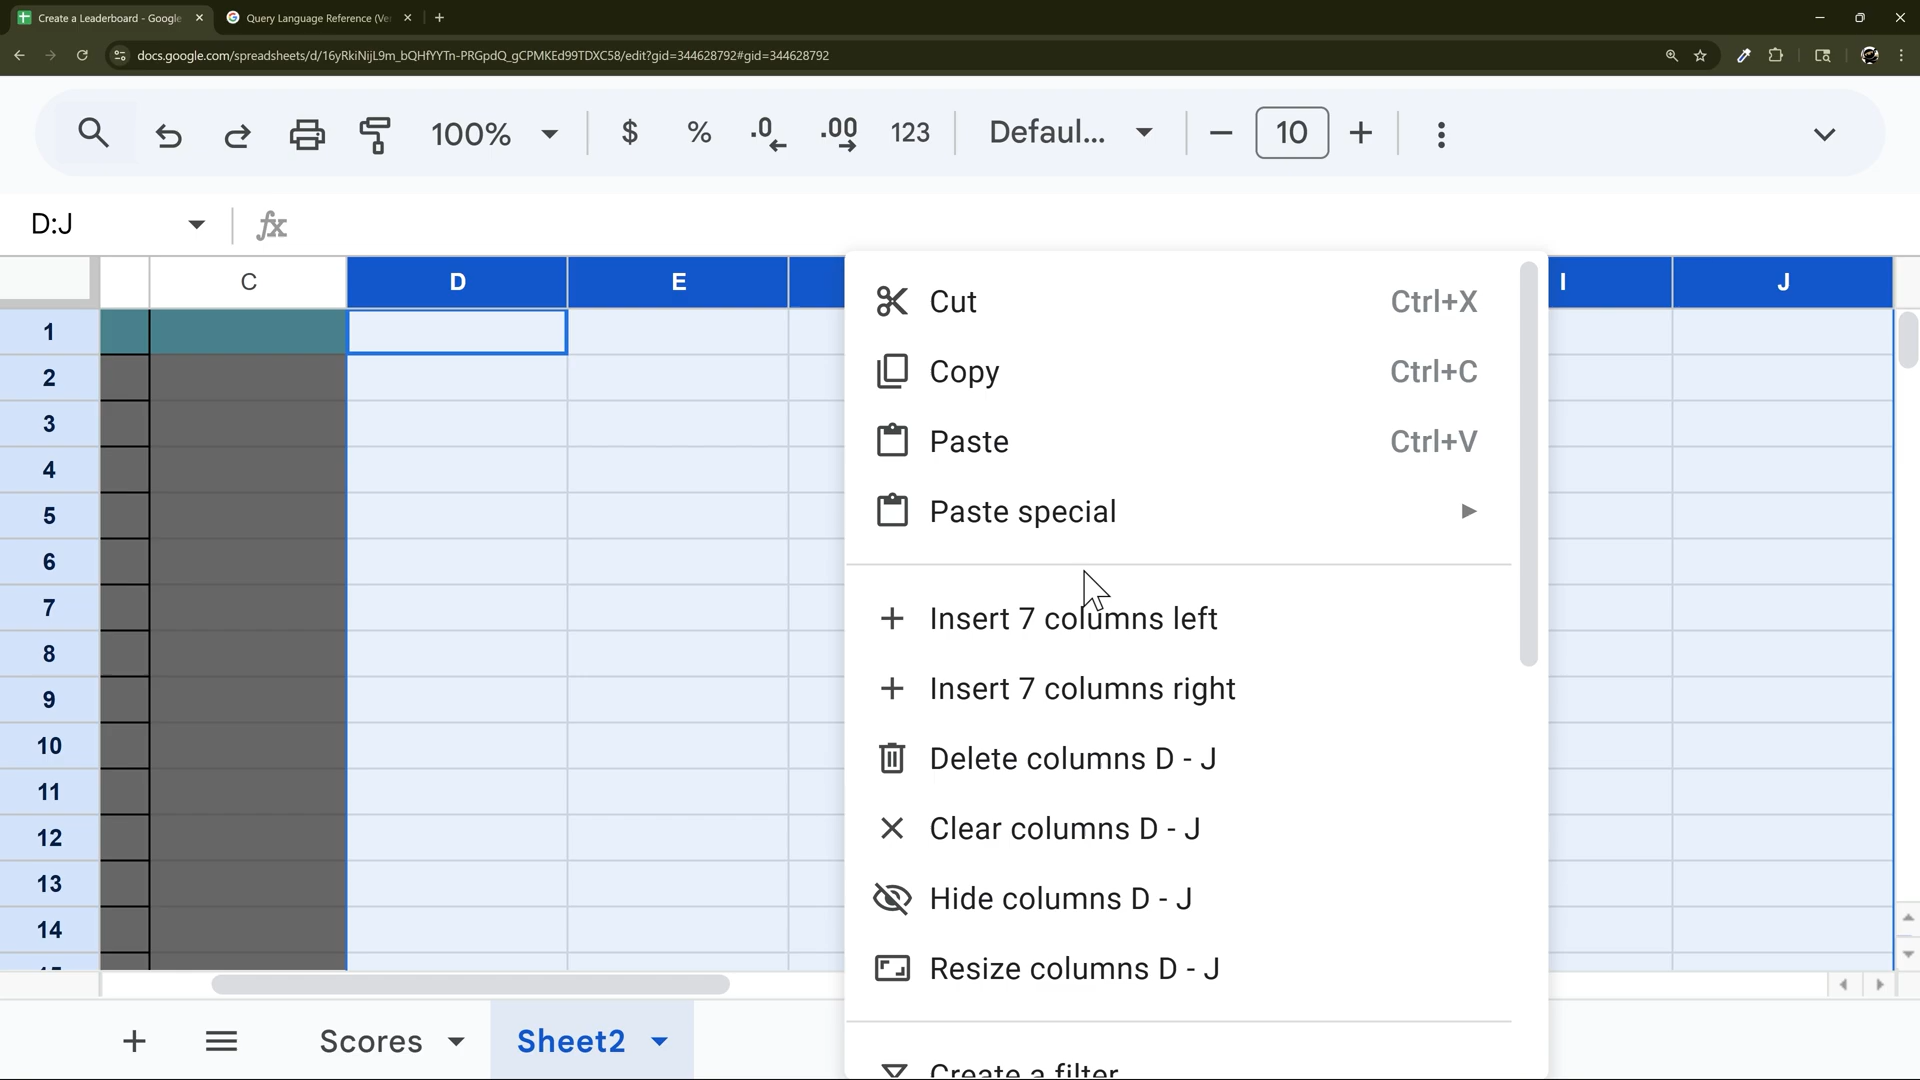 Create a Leaderboard - Google
Query Language Reference (Ve
docs.google.com/spreadsheets/d/16yRkiNijL9m_bQHfYYTn-PRGpdQ_gCPMKEd99TDXC58/edit?gid=344628792#gid=344628792
100% $ % .0 .00 123 Defaul... 10
D:J fx
C D E I J
1
2
3
4
5
6
7
8
9
10
11
12
13
14
Cut Ctrl+X
Copy Ctrl+C
Paste Ctrl+V
Paste special
Insert 7 columns left
Insert 7 columns right
Delete columns D - J
Clear columns D - J
Hide columns D - J
Resize columns D - J
Create a filter
Scores Sheet2